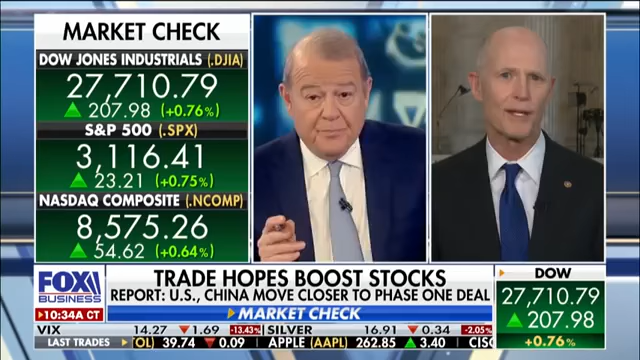 MARKET CHECK
DOW JONES INDUSTRIALS (.DJIA)
27,710.79
207.98 (+0.76%)
S&P 500 (.SPX)
3,116.41
23.21 (+0.75%)
NASDAQ COMPOSITE (.NCOMP)
8,575.26
54.62 (+0.64%)
FOX
BUSINESS
10:34A CT
TRADE HOPES BOOST STOCKS
REPORT: U.S., CHINA MOVE CLOSER TO PHASE ONE DEAL
MARKET CHECK
DOW
27,710.79
207.98
+0.76%
VIX 14.27 1.69 -13.43% SILVER 16.91 0.34 -2.05%
LAST TRADES OL) 39.74 0.09 APPLE (AAPL) 262.85 3.40 CISC